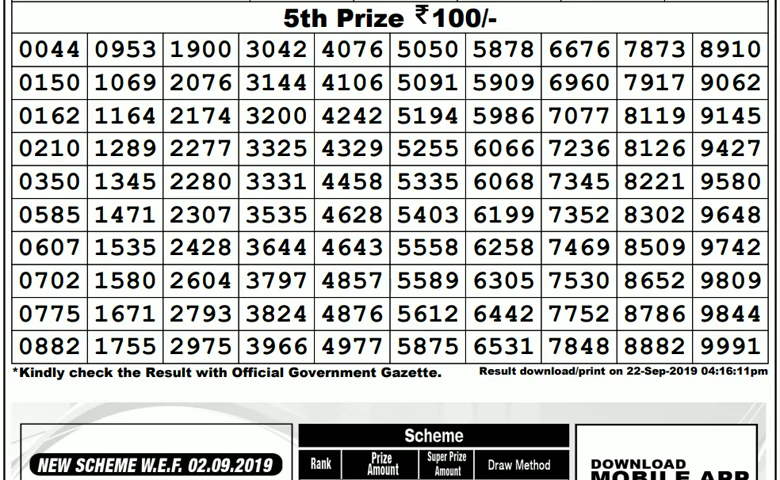 5th Prize ₹100/-
0044 0953 1900 3042 4076 5050 5878 6676 7873 8910
0150 1069 2076 3144 4106 5091 5909 6960 7917 9062
0162 1164 2174 3200 4242 5194 5986 7077 8119 9145
0210 1289 2277 3325 4329 5255 6066 7236 8126 9427
0350 1345 2280 3331 4458 5335 6068 7345 8221 9580
0585 1471 2307 3535 4628 5403 6199 7352 8302 9648
0607 1535 2428 3644 4643 5558 6258 7469 8509 9742
0702 1580 2604 3797 4857 5589 6305 7530 8652 9809
0775 1671 2793 3824 4876 5612 6442 7752 8786 9844
0882 1755 2975 3966 4977 5875 6531 7848 8882 9991
*Kindly check the Result with Official Government Gazette. Result download/print on 22-Sep-2019 04:16:11pm
NEW SCHEME W.E.F. 02.09.2019
Scheme
Rank Prize Amount Super Prize Amount Draw Method
DOWNLOAD
MOBILE APP